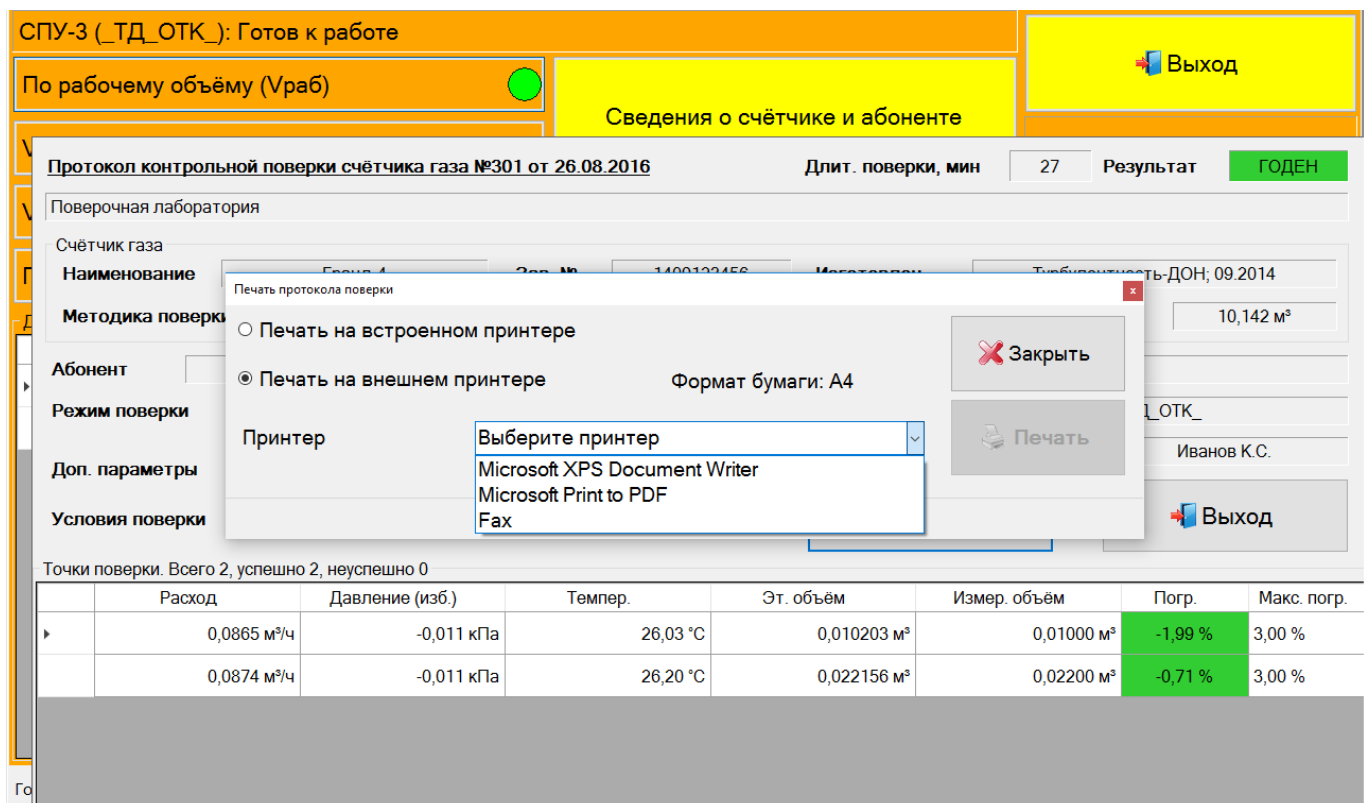 СПУ-3 (_ТД_ОТК_): Готов к работе
Выход
По рабочему объёму (Vраб)
Сведения о счётчике и абоненте
Протокол контрольной поверки счётчика газа №301 от 26.08.2016 Длит. поверки, мин 27 Результат ГОДЕН
Поверочная лаборатория
Счётчик газа
Наименование Гранд-4 Зав. № 1409123456 Изготовлен Турбулентность-ДОН; 09.2014
Печать протокола поверки
Методика поверки 10,142 м³
Печать на встроенном принтере
Закрыть
Абонент
Печать на внешнем принтере Формат бумаги: А4
Режим поверки ОТК_
Принтер Выберите принтер Печать
Иванов К.С.
Доп. параметры Microsoft XPS Document Writer
Microsoft Print to PDF
Условия поверки Fax Выход
Точки поверки. Всего 2, успешно 2, неуспешно 0
Расход Давление (изб.) Темпер. Эт. объём Измер. объём Погр. Макс. погр.
0,0865 м³/ч -0,011 кПа 26,03 °C 0,010203 м³ 0,01000 м³ -1,99 % 3,00 %
0,0874 м³/ч -0,011 кПа 26,20 °C 0,022156 м³ 0,02200 м³ -0,71 % 3,00 %
Го